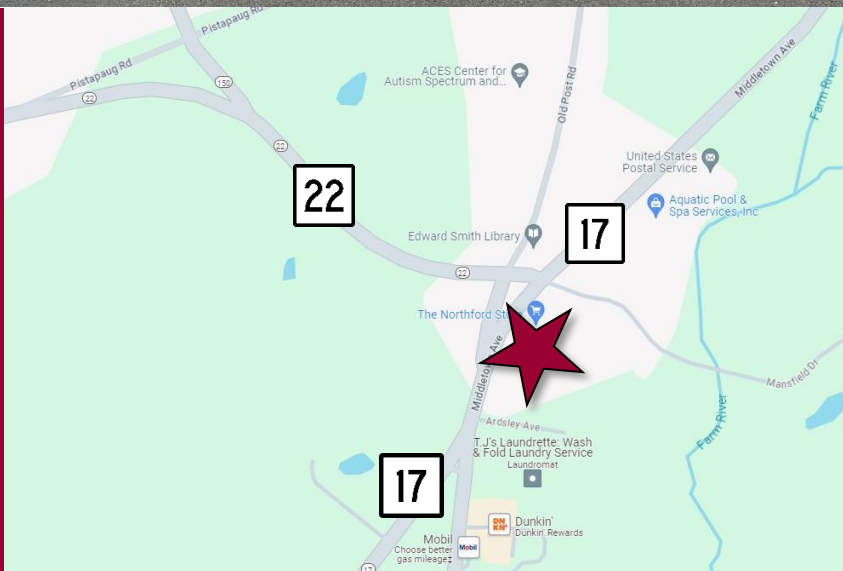 Pistapaug Rd
Pistapaug Rd
150
22
ACES Center for
Autism Spectrum and...
Old Post Rd
Middletown Ave
Farm River
22
United States
Postal Service
22
Aquatic Pool &
Spa Services, Inc
17
Edward Smith Library
22
The Northford St
Middletown Ave
Mansfield Dr
Farm River
Ardsley Ave
T.J's Laundrette: Wash
& Fold Laundry Service
Laundromat
17
DN
KN'
Dunkin'
Dunkin' Rewards
Mobil
Choose better
gas mileage‡
Mobil
17